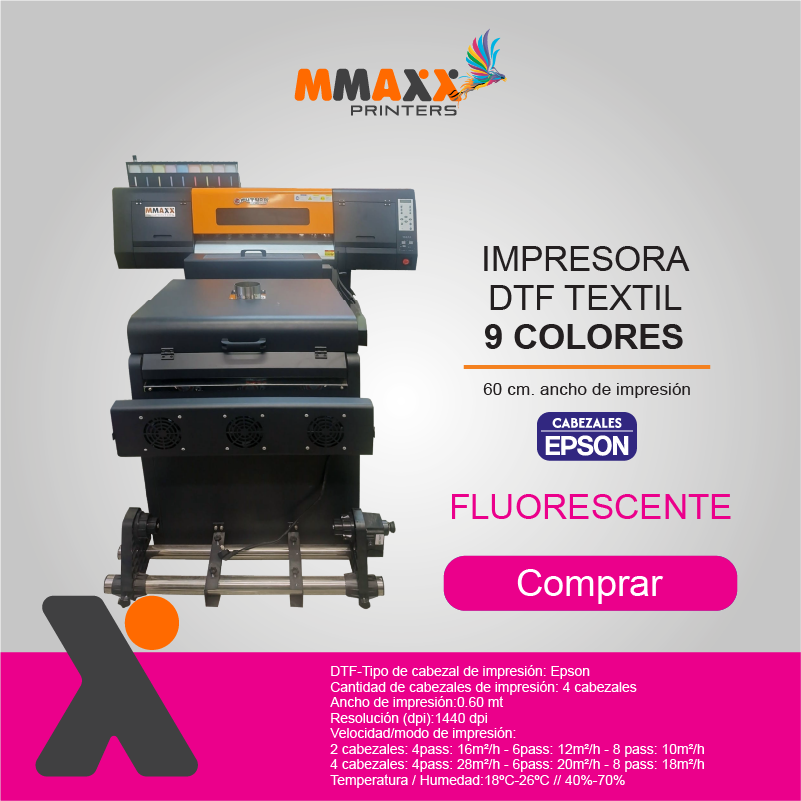 MMAXX
PRINTERS
MMAXX
IMPRESORA
DTF TEXTIL
9 COLORES
60 cm. ancho de impresión
CABEZALES
EPSON
FLUORESCENTE
Comprar
DTF-Tipo de cabezal de impresión: Epson
Cantidad de cabezales de impresión: 4 cabezales
Ancho de impresión:0.60 mt
Resolución (dpi):1440 dpi
Velocidad/modo de impresión:
2 cabezales: 4pass: 16m²/h - 6pass: 12m²/h - 8 pass: 10m²/h
4 cabezales: 4pass: 28m²/h - 6pass: 20m²/h - 8 pass: 18m²/h
Temperatura / Humedad:18ºC-26ºC // 40%-70%